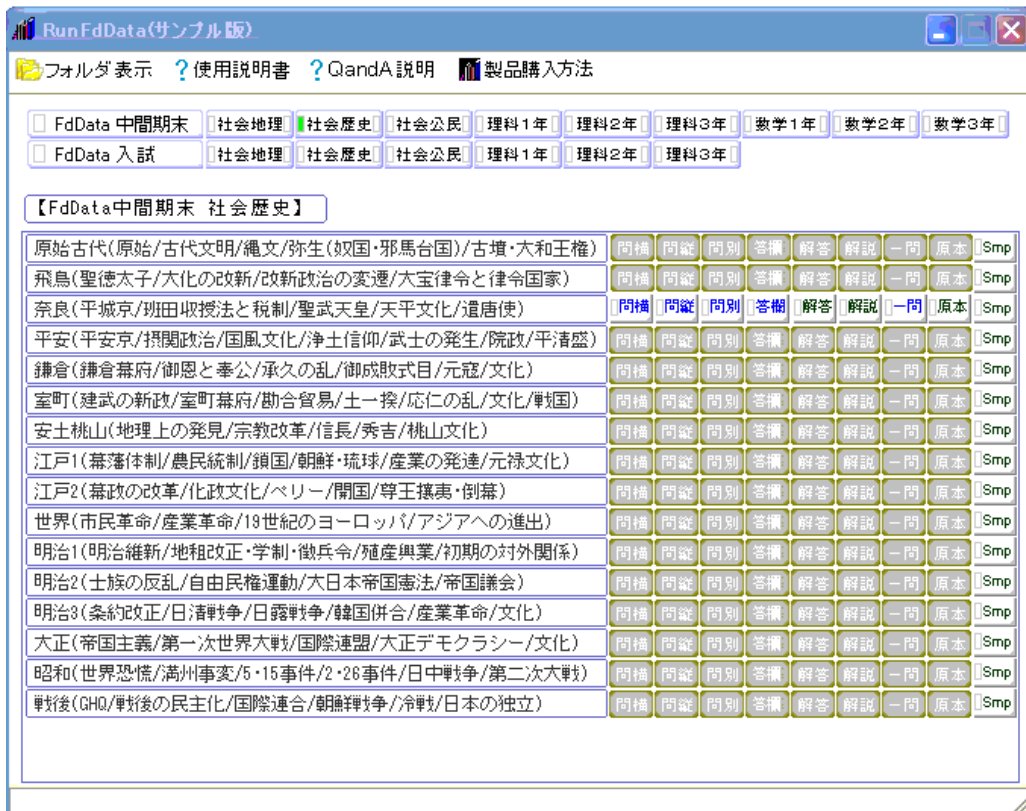 RunFdData(サンプル版)
フォルダ表示 ?使用説明書 ?QandA説明 製品購入方法
FdData 中間期末 社会地理 社会歴史 社会公民 理科1年 理科2年 理科3年 数学1年 数学2年 数学3年
FdData 入試 社会地理 社会歴史 社会公民 理科1年 理科2年 理科3年
【FdData中間期末 社会歴史】
原始古代(原始/古代文明/縄文/弥生(奴国・邪馬台国)/古墳・大和王権) 問横 問縦 問別 答欄 解答 解説 一問 原本 Smp
飛鳥(聖徳太子/大化の改新/改新政治の変遷/大宝律令と律令国家) 問横 問縦 問別 答欄 解答 解説 一問 原本 Smp
奈良(平城京/班田収授法と税制/聖武天皇/天平文化/遣唐使) 問横 問縦 問別 答欄 解答 解説 一問 原本 Smp
平安(平安京/摂関政治/国風文化/浄土信仰/武士の発生/院政/平清盛) 問横 問縦 問別 答欄 解答 解説 一問 原本 Smp
鎌倉(鎌倉幕府/御恩と奉公/承久の乱/御成敗式目/元寇/文化) 問横 問縦 問別 答欄 解答 解説 一問 原本 Smp
室町(建武の新政/室町幕府/勘合貿易/土一揆/応仁の乱/文化/戦国) 問横 問縦 問別 答欄 解答 解説 一問 原本 Smp
安土桃山(地理上の発見/宗教改革/信長/秀吉/桃山文化) 問横 問縦 問別 答欄 解答 解説 一問 原本 Smp
江戸1(幕藩体制/農民統制/鎖国/朝鮮・琉球/産業の発達/元禄文化) 問横 問縦 問別 答欄 解答 解説 一問 原本 Smp
江戸2(幕政の改革/化政文化/ペリー/開国/尊王攘夷・倒幕) 問横 問縦 問別 答欄 解答 解説 一問 原本 Smp
世界(市民革命/産業革命/19世紀のヨーロッパ/アジアへの進出) 問横 問縦 問別 答欄 解答 解説 一問 原本 Smp
明治1(明治維新/地租改正・学制・徴兵令/殖産興業/初期の対外関係) 問横 問縦 問別 答欄 解答 解説 一問 原本 Smp
明治2(士族の反乱/自由民権運動/大日本帝国憲法/帝国議会) 問横 問縦 問別 答欄 解答 解説 一問 原本 Smp
明治3(条約改正/日清戦争/日露戦争/韓国併合/産業革命/文化) 問横 問縦 問別 答欄 解答 解説 一問 原本 Smp
大正(帝国主義/第一次世界大戦/国際連盟/大正デモクラシー/文化) 問横 問縦 問別 答欄 解答 解説 一問 原本 Smp
昭和(世界恐慌/満州事変/5・15事件/2・26事件/日中戦争/第二次大戦) 問横 問縦 問別 答欄 解答 解説 一問 原本 Smp
戦後(GHQ/戦後の民主化/国際連合/朝鮮戦争/冷戦/日本の独立) 問横 問縦 問別 答欄 解答 解説 一問 原本 Smp